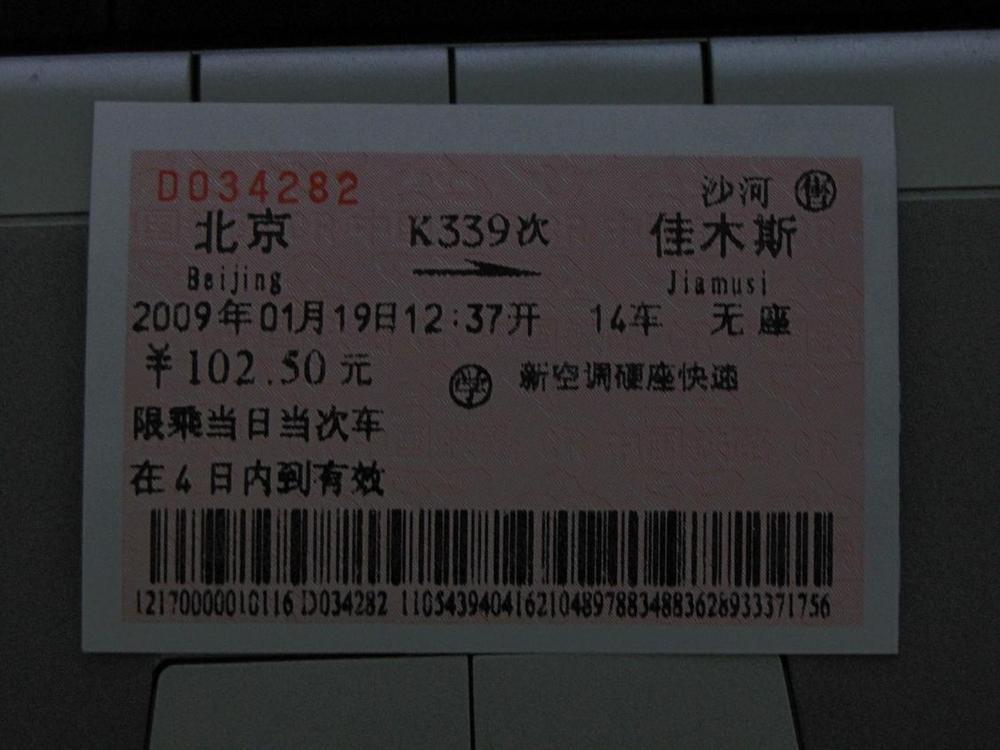 D034282 沙河 售
北京 K339次 佳木斯
Beijing Jiamusi
2009年01月19日12:37开 14车 无座
￥102.50元 学 新空调硬座快速
限乘当日当次车
在4日内到有效
12170000010116 D034282 11054394041621048978834883628933371756